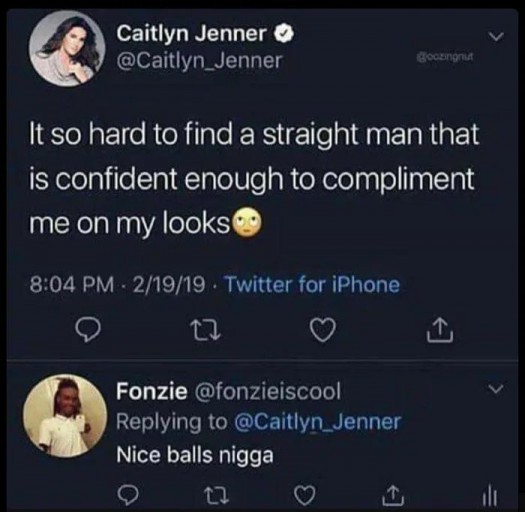 Caitlyn Jenner
@Caitlyn_Jenner
@oozingnut
It so hard to find a straight man that
is confident enough to compliment
me on my looks🙄
8:04 PM · 2/19/19 · Twitter for iPhone
Fonzie @fonzieiscool
Replying to @Caitlyn_Jenner
Nice balls nigga